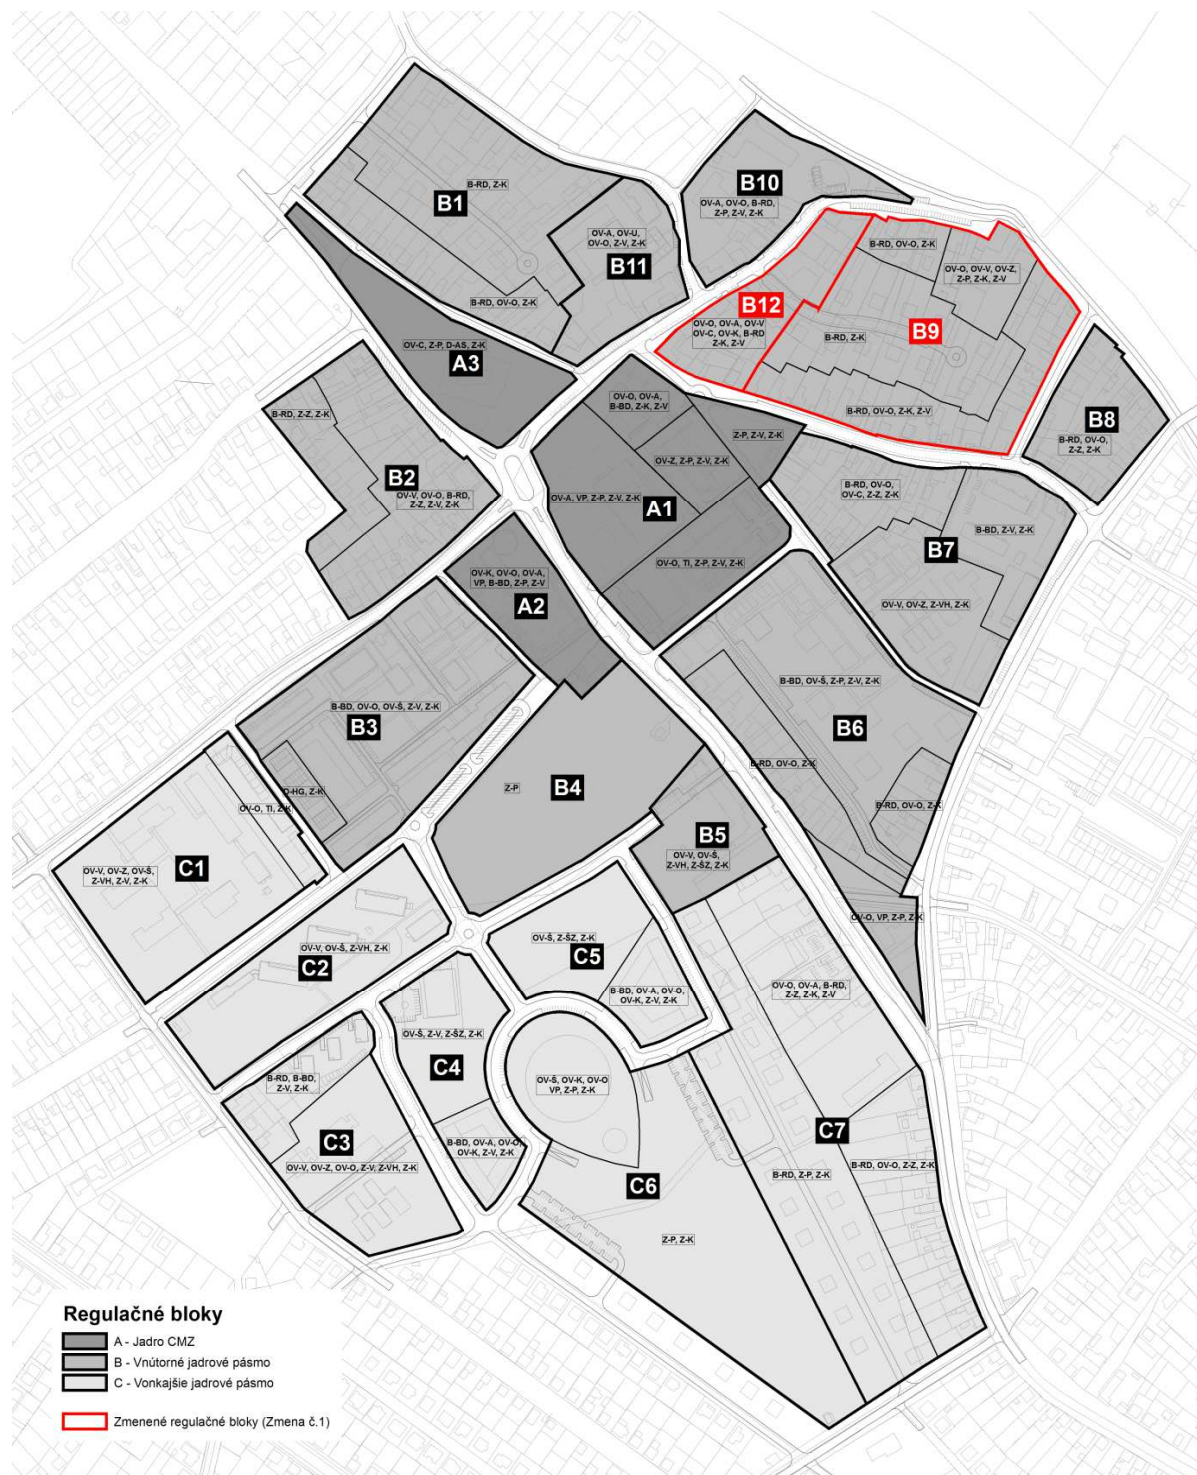 B-RD, Z-K
B1
OV-A, OV-U,
OV-O, Z-V, Z-K
B11
B-RD, OV-O, Z-K
B10
OV-A, OV-O, B-RD,
Z-P, Z-V, Z-K
B-RD, OV-O, Z-K
OV-O, OV-V, OV-Z,
Z-P, Z-K, Z-V
B12
OV-O, OV-A, OV-V
OV-C, OV-K, B-RD
Z-K, Z-V
B9
B-RD, Z-K
B-RD, OV-O, Z-K, Z-V
OV-C, Z-P, D-AS, Z-K
A3
B8
B-RD, OV-O,
Z-Z, Z-K
OV-O, OV-A,
B-BD, Z-K, Z-V
Z-P, Z-V, Z-K
OV-Z, Z-P, Z-V, Z-K
OV-A, VP, Z-P, Z-V, Z-K
A1
OV-O, TI, Z-P, Z-V, Z-K
B-RD, Z-Z, Z-K
B2
OV-V, OV-O, B-RD,
Z-Z, Z-V, Z-K
B-RD, OV-O,
OV-C, Z-Z, Z-K
B-BD, Z-V, Z-K
B7
OV-V, OV-Z, Z-VH, Z-K
OV-K, OV-O, OV-A,
VP, B-BD, Z-P, Z-V
A2
B-BD, OV-Š, Z-P, Z-V, Z-K
B6
B-RD, OV-O, Z-K
B-RD, OV-O, Z-K
OV-O, VP, Z-P, Z-K
B-BD, OV-O, OV-Š, Z-V, Z-K
B3
D-HG, Z-K
Z-P
B4
B5
OV-V, OV-Š,
Z-VH, Z-ŠZ, Z-K
OV-O, TI, Z-K
C1
OV-V, OV-Z, OV-Š,
Z-VH, Z-V, Z-K
OV-V, OV-Š, Z-VH, Z-K
C2
OV-Š, Z-ŠZ, Z-K
C5
B-BD, OV-A, OV-O,
OV-K, Z-V, Z-K
OV-O, OV-A, B-RD,
Z-Z, Z-K, Z-V
OV-Š, Z-V, Z-ŠZ, Z-K
C4
B-BD, OV-A, OV-O,
OV-K, Z-V, Z-K
B-RD, B-BD,
Z-V, Z-K
C3
OV-V, OV-Z, OV-O, Z-V, Z-VH, Z-K
OV-Š, OV-K, OV-O
VP, Z-P, Z-K
C6
Z-P, Z-K
C7
B-RD, Z-P, Z-K
B-RD, OV-O, Z-Z, Z-K
Regulačné bloky
A - Jadro CMZ
B - Vnútorné jadrové pásmo
C - Vonkajšie jadrové pásmo
Zmenené regulačné bloky (Zmena č.1)